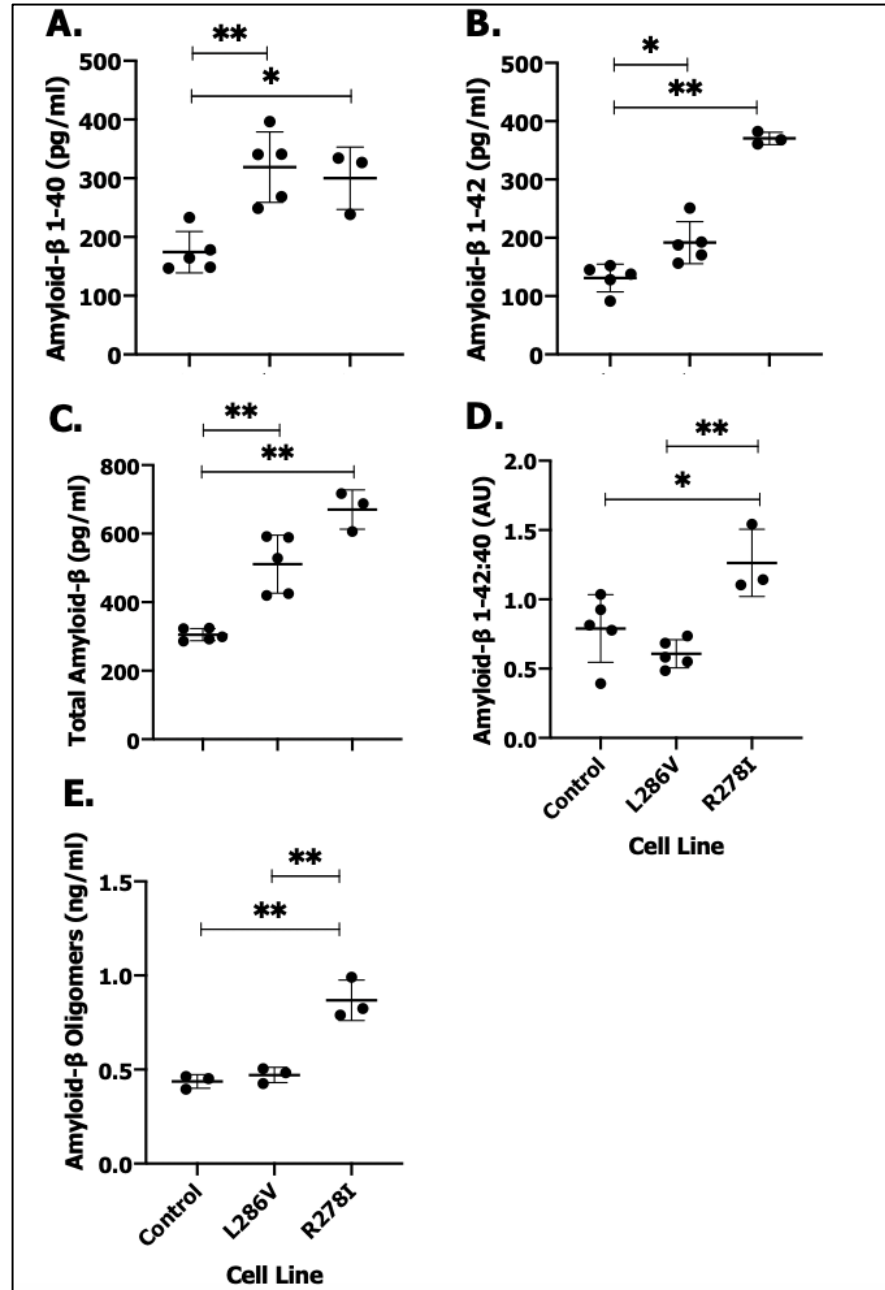 A.
**
*
500
400
300
200
100
0
Amyloid-β 1-40 (pg/ml)
B.
*
**
500
400
300
200
100
0
Amyloid-β 1-42 (pg/ml)
C.
**
**
800
600
400
200
0
Total Amyloid-β (pg/ml)
D.
**
*
2.0
1.5
1.0
0.5
0.0
Amyloid-β 1-42:40 (AU)
Control
L286V
R278I
Cell Line
E.
**
**
1.5
1.0
0.5
0.0
Amyloid-β Oligomers (ng/ml)
Control
L286V
R278I
Cell Line